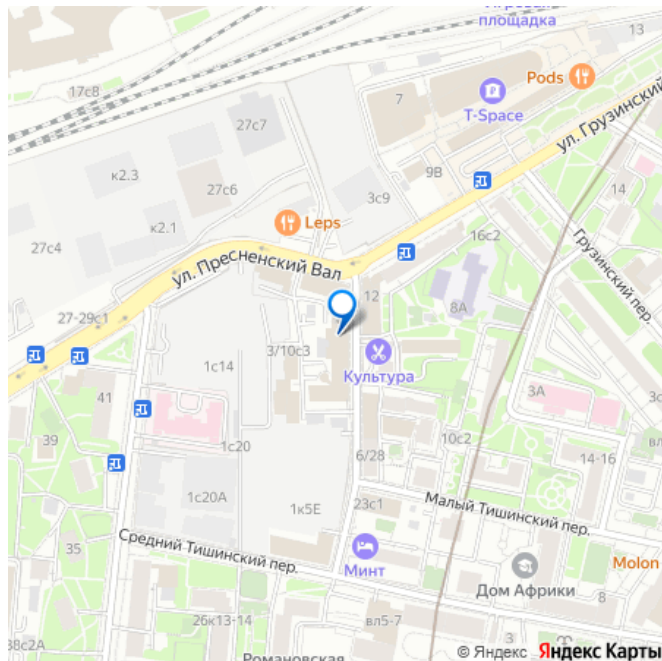 площадка
13
Pods
17с8
T-Space
7
ул. Грузинский
27с7
9В
14
к2.3
27с6
3с9
Leps
16с2
Грузинский пер.
к2.1
27с4
ул. Пресненский Вал
12
8А
27-29с1
1с14
3/10с3
Культура
3А
41
10с2
39
1с20
6/28
14-16
1с20А
1к5Е
23с1
Малый Тишинский пер.
35
Средний Тишинский пер.
Минт
Дом Африки
Molon
26к13-14
вл5-7
3
8
38с2А
Романовская
© Яндекс Яндекс Карты